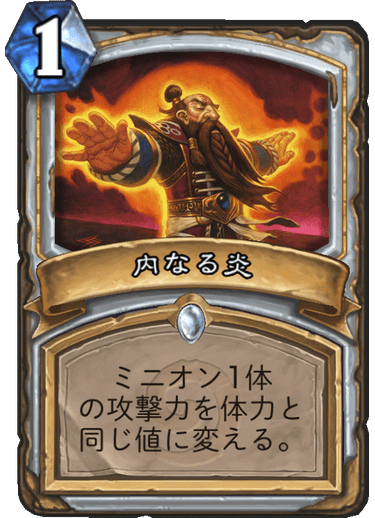 1
内なる炎
ミニオン1体
の攻撃力を体力と
同じ値に変える。